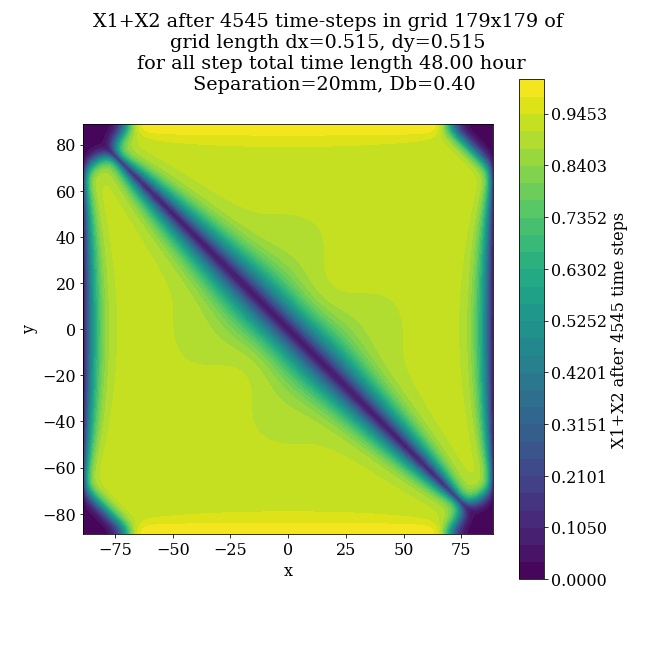 X1+X2 after 4545 time-steps in grid 179x179 of
grid length dx=0.515, dy=0.515
for all step total time length 48.00 hour
Separation=20mm, Db=0.40
80
60
40
20
0
−20
−40
−60
−80
y
−75 −50 −25 0 25 50 75
x
0.9453
0.8403
0.7352
0.6302
0.5252
0.4201
0.3151
0.2101
0.1050
0.0000
X1+X2 after 4545 time steps